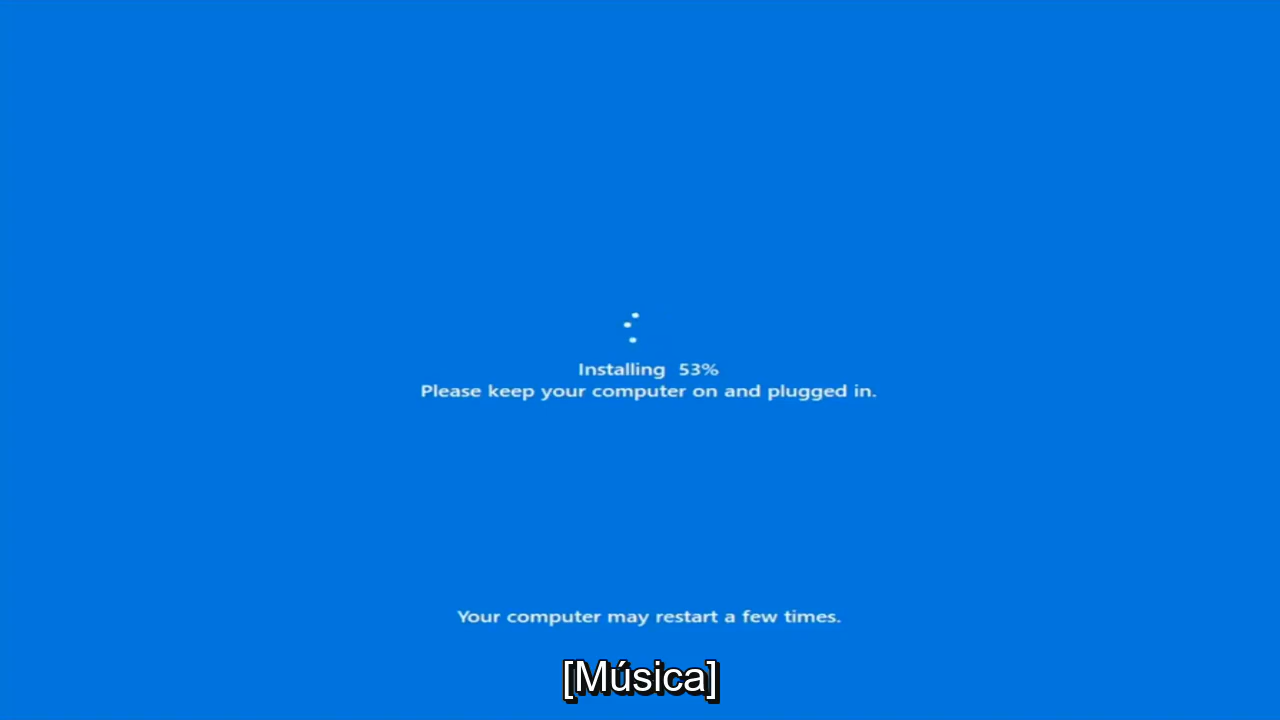 Installing 53%
Please keep your computer on and plugged in.
Your computer may restart a few times.
[Música]